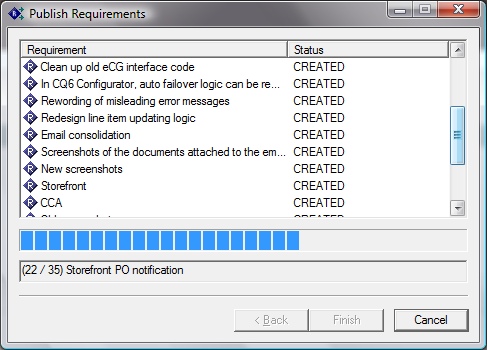 Publish Requirements
Requirement Status
Clean up old eCG interface code CREATED
In CQ6 Configurator, auto failover logic can be re... CREATED
Rewording of misleading error messages CREATED
Redesign line item updating logic CREATED
Email consolidation CREATED
Screenshots of the documents attached to the em... CREATED
New screenshots CREATED
Storefront CREATED
CCA CREATED
(22 / 35) Storefront PO notification
< Back Finish Cancel